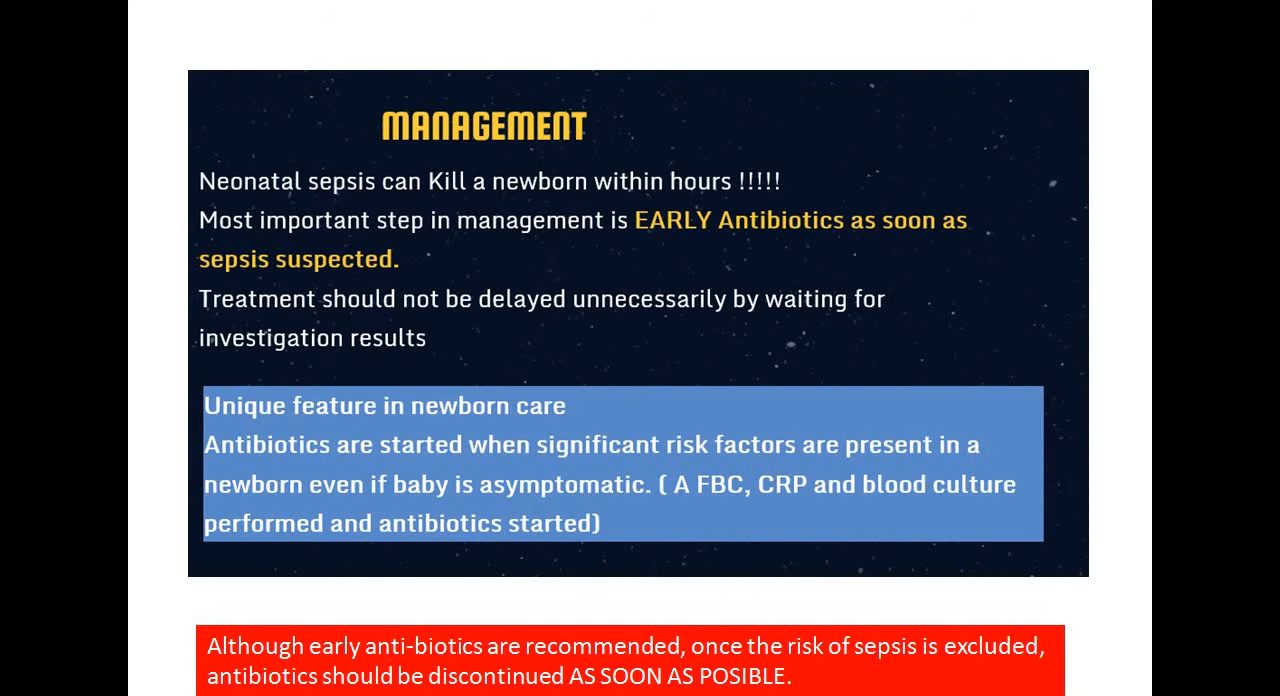 MANAGEMENT
Neonatal sepsis can Kill a newborn within hours !!!!!
Most important step in management is EARLY Antibiotics as soon as
sepsis suspected.
Treatment should not be delayed unnecessarily by waiting for
investigation results
Unique feature in newborn care
Antibiotics are started when significant risk factors are present in a
newborn even if baby is asymptomatic. ( A FBC, CRP and blood culture
performed and antibiotics started)
Although early anti-biotics are recommended, once the risk of sepsis is excluded,
antibiotics should be discontinued AS SOON AS POSIBLE.